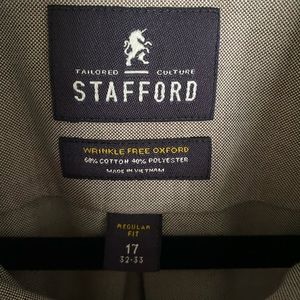 TAILORED CULTURE
STAFFORD
WRINKLE FREE OXFORD
60% COTTON 40% POLYESTER
MADE IN VIETNAM
REGULAR
FIT
17
32-33